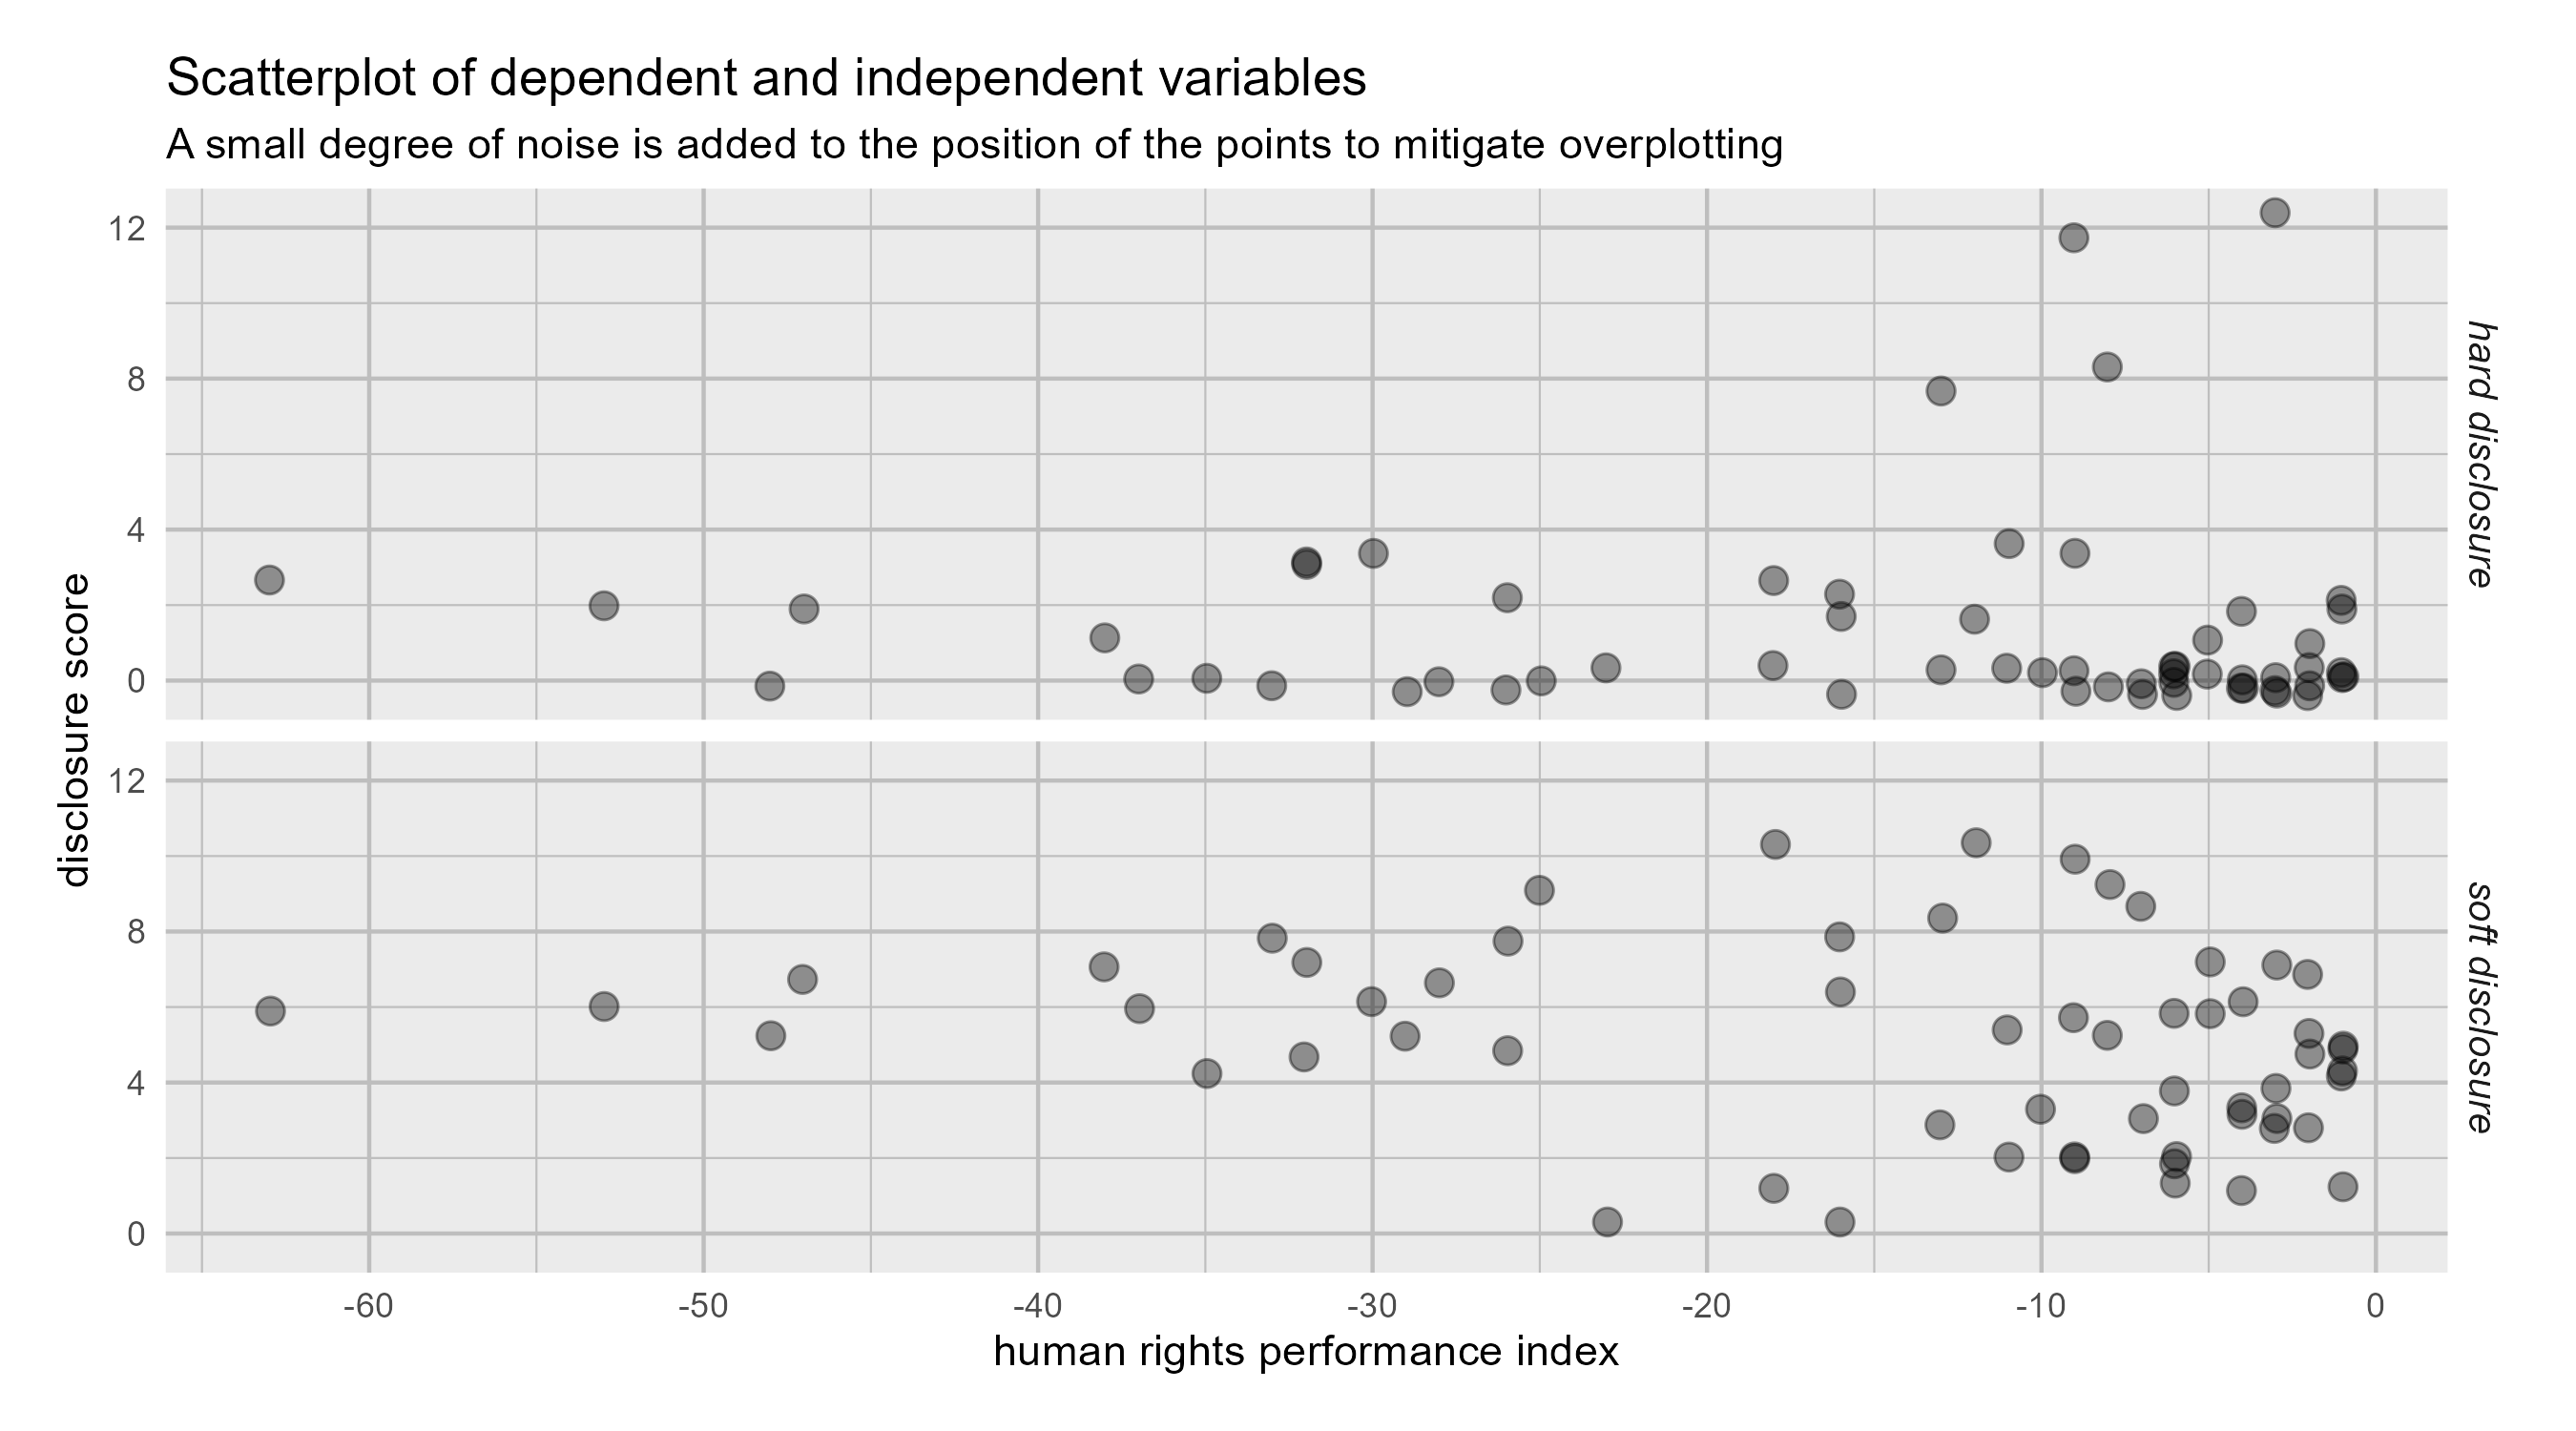 Scatterplot of dependent and independent variables
A small degree of noise is added to the position of the points to mitigate overplotting
disclosure score
12
8
4
0
hard disclosure
12
8
4
0
soft disclosure
-60 -50 -40 -30 -20 -10 0
human rights performance index